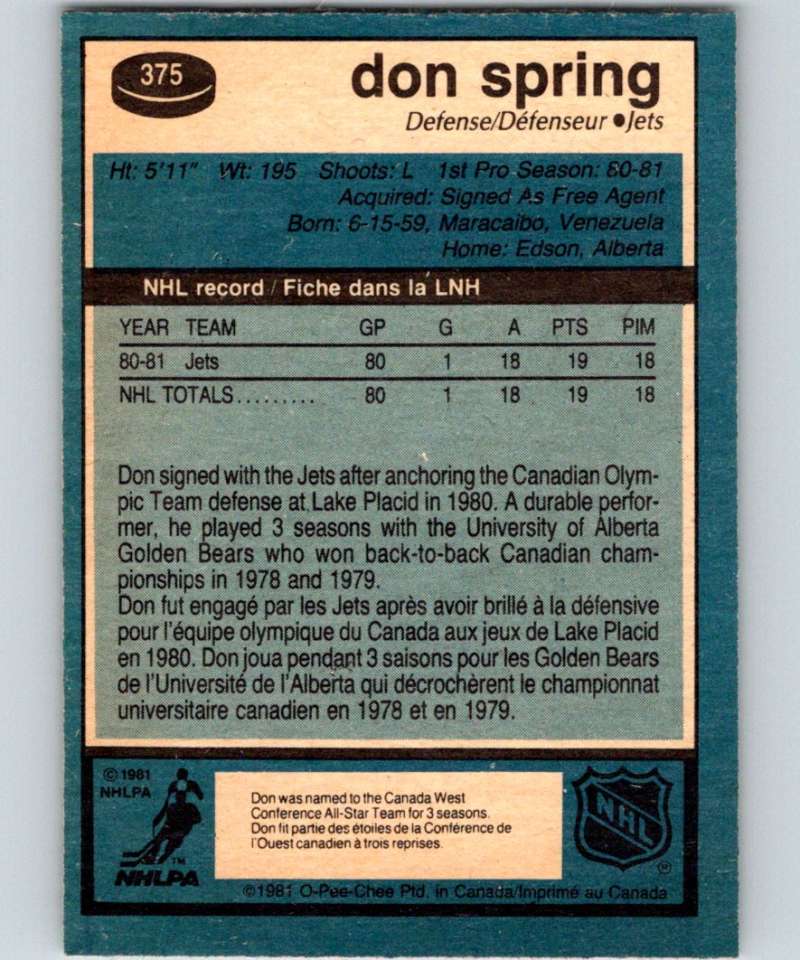 375
don spring
Defense/Défenseur •Jets
Ht: 5'11" Wt: 195 Shoots: L 1st Pro Season: 80-81
Acquired: Signed As Free Agent
Born: 6-15-59, Maracaibo, Venezuela
Home: Edson, Alberta
NHL record / Fiche dans la LNH
YEAR TEAM GP G A PTS PIM
80-81 Jets 80 1 18 19 18
NHL TOTALS......... 80 1 18 19 18
Don signed with the Jets after anchoring the Canadian Olym-
pic Team defense at Lake Placid in 1980. A durable perfor-
mer, he played 3 seasons with the University of Alberta
Golden Bears who won back-to-back Canadian cham-
pionships in 1978 and 1979.
Don fut engagé par les Jets après avoir brillé à la défensive
pour l'équipe olympique du Canada aux jeux de Lake Placid
en 1980. Don joua pendant 3 saisons pour les Golden Bears
de l'Université de l'Alberta qui décrochèrent le championnat
universitaire canadien en 1978 et en 1979.
© 1981
NHLPA
TM
NHLPA
Don was named to the Canada West
Conference All-Star Team for 3 seasons.
Don fit partie des étoiles de la Conférence de
l'Ouest canadien à trois reprises.
NHL
®
©1981 O-Pee-Chee Ptd. in Canada/Imprimé au Canada